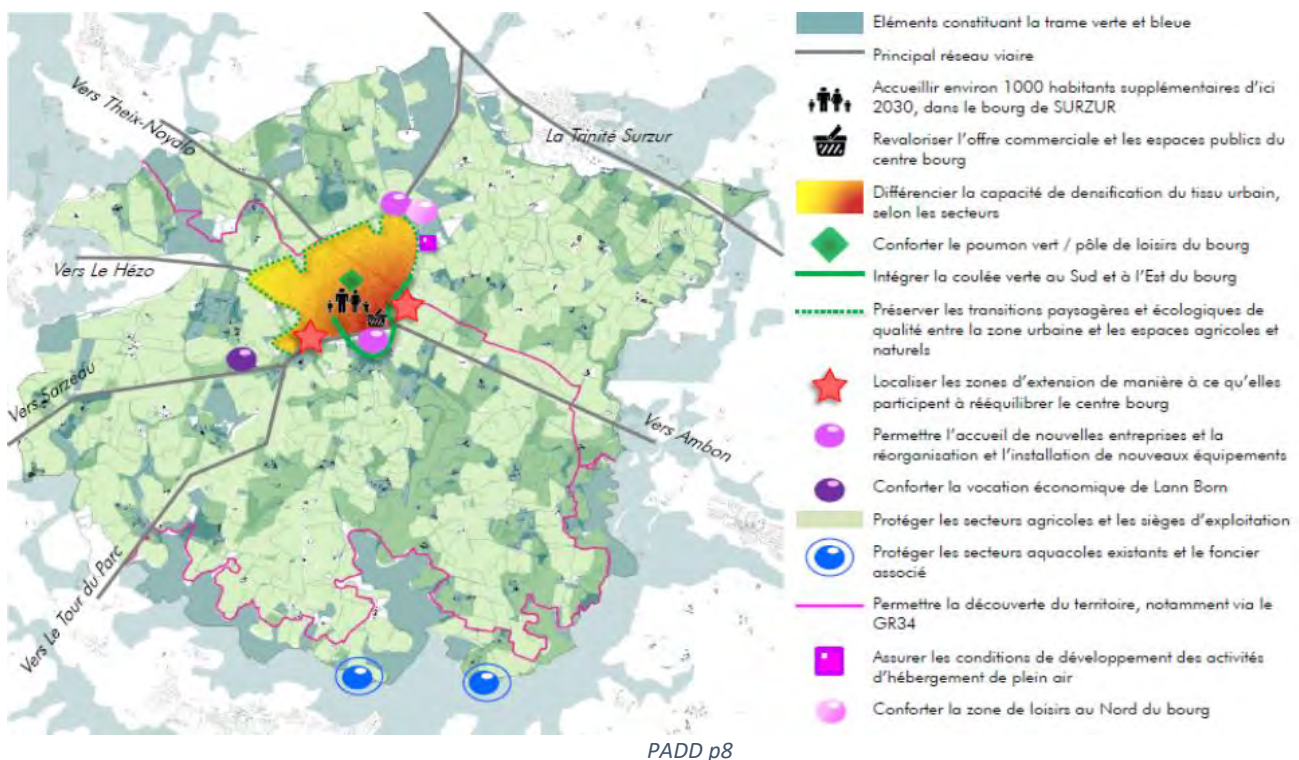 Vers Theix-Noyalo
La Trinité Surzur
Vers Le Hézo
Vers Sarzeau
Vers Ambon
Vers Le Tour du Parc
Eléments constituant la trame verte et bleue
Principal réseau viaire
Accueillir environ 1000 habitants supplémentaires d'ici
2030, dans le bourg de SURZUR
Revaloriser l'offre commerciale et les espaces publics du
centre bourg
Différencier la capacité de densification du tissu urbain,
selon les secteurs
Conforter le poumon vert / pôle de loisirs du bourg
Intégrer la coulée verte au Sud et à l'Est du bourg
Préserver les transitions paysagères et écologiques de
qualité entre la zone urbaine et les espaces agricoles et
naturels
Localiser les zones d'extension de manière à ce qu'elles
participent à rééquilibrer le centre bourg
Permettre l'accueil de nouvelles entreprises et la
réorganisation et l'installation de nouveaux équipements
Conforter la vocation économique de Lann Born
Protéger les secteurs agricoles et les sièges d'exploitation
Protéger les secteurs aquacoles existants et le foncier
associé
Permettre la découverte du territoire, notamment via le
GR34
Assurer les conditions de développement des activités
d'hébergement de plein air
Conforter la zone de loisirs au Nord du bourg
PADD p8